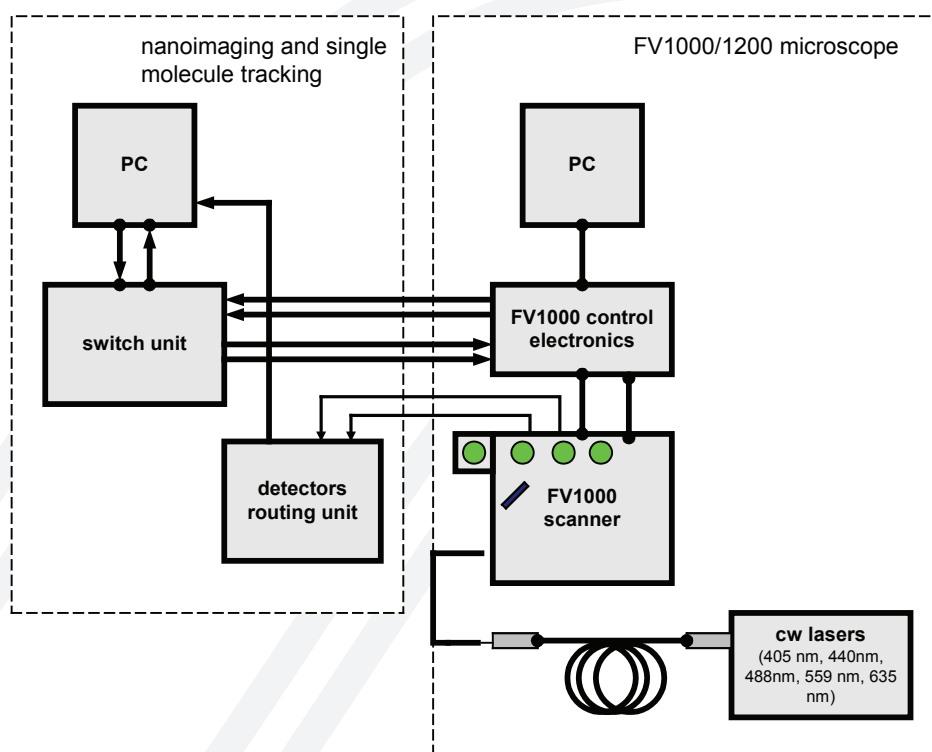 nanoimaging and single
molecule tracking
FV1000/1200 microscope
PC
PC
switch unit
FV1000 control
electronics
detectors
routing unit
FV1000
scanner
cw lasers
(405 nm, 440nm,
488nm, 559 nm, 635
nm)